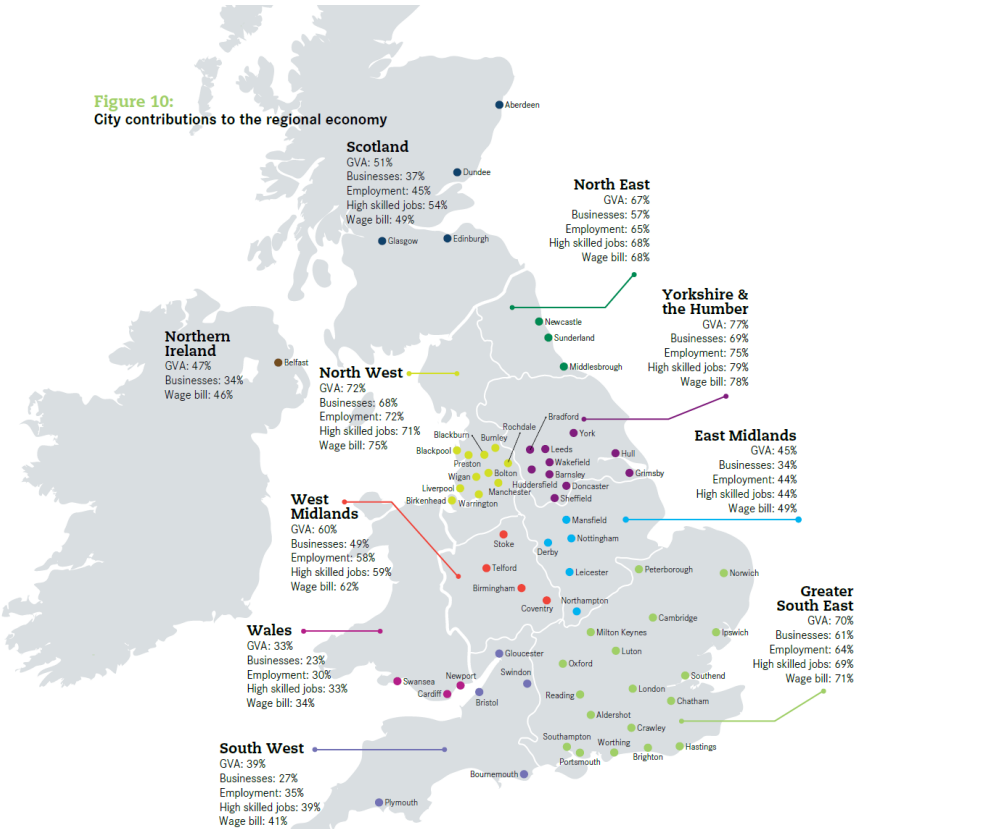 Figure 10:
City contributions to the regional economy
Aberdeen
Scotland
GVA: 51%
Businesses: 37%
Employment: 45%
High skilled jobs: 54%
Wage bill: 49%
Dundee
Glasgow
Edinburgh
North East
GVA: 67%
Businesses: 57%
Employment: 65%
High skilled jobs: 68%
Wage bill: 68%
Newcastle
Sunderland
Middlesbrough
Yorkshire &
the Humber
GVA: 77%
Businesses: 69%
Employment: 75%
High skilled jobs: 79%
Wage bill: 78%
Northern
Ireland
GVA: 47%
Businesses: 34%
Wage bill: 46%
Belfast
North West
GVA: 72%
Businesses: 68%
Employment: 72%
High skilled jobs: 71%
Wage bill: 75%
Bradford
Rochdale
Blackburn
Burnley
Blackpool
Preston
Wigan
Bolton
Liverpool
Manchester
Birkenhead
Warrington
York
Leeds
Hull
Wakefield
Barnsley
Grimsby
Huddersfield
Doncaster
Sheffield
East Midlands
GVA: 45%
Businesses: 34%
Employment: 44%
High skilled jobs: 44%
Wage bill: 49%
Mansfield
Nottingham
Derby
Leicester
Northampton
West
Midlands
GVA: 60%
Businesses: 49%
Employment: 58%
High skilled jobs: 59%
Wage bill: 62%
Stoke
Telford
Birmingham
Coventry
Peterborough
Norwich
Greater
South East
GVA: 70%
Businesses: 61%
Employment: 64%
High skilled jobs: 69%
Wage bill: 71%
Cambridge
Milton Keynes
Ipswich
Luton
Oxford
Southend
London
Reading
Chatham
Aldershot
Crawley
Southampton
Worthing
Hastings
Portsmouth
Brighton
Wales
GVA: 33%
Businesses: 23%
Employment: 30%
High skilled jobs: 33%
Wage bill: 34%
Swansea
Newport
Cardiff
Gloucester
Swindon
Bristol
South West
GVA: 39%
Businesses: 27%
Employment: 35%
High skilled jobs: 39%
Wage bill: 41%
Bournemouth
Plymouth